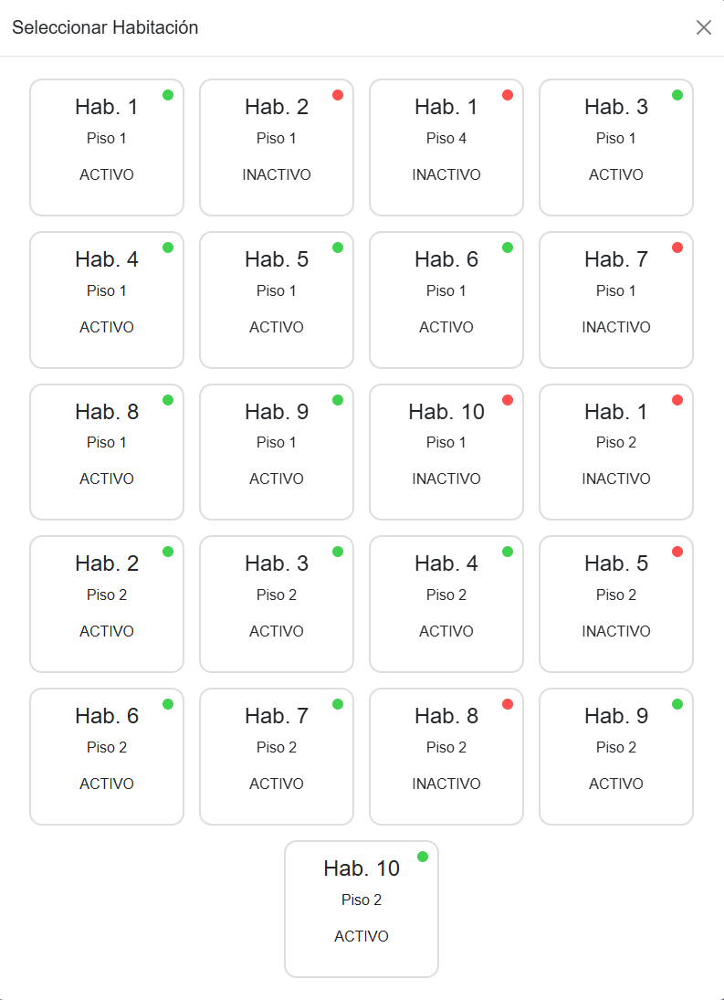 Seleccionar Habitación
Hab. 1
Piso 1
ACTIVO
Hab. 2
Piso 1
INACTIVO
Hab. 1
Piso 4
INACTIVO
Hab. 3
Piso 1
ACTIVO
Hab. 4
Piso 1
ACTIVO
Hab. 5
Piso 1
ACTIVO
Hab. 6
Piso 1
ACTIVO
Hab. 7
Piso 1
INACTIVO
Hab. 8
Piso 1
ACTIVO
Hab. 9
Piso 1
ACTIVO
Hab. 10
Piso 1
INACTIVO
Hab. 1
Piso 2
INACTIVO
Hab. 2
Piso 2
ACTIVO
Hab. 3
Piso 2
ACTIVO
Hab. 4
Piso 2
ACTIVO
Hab. 5
Piso 2
INACTIVO
Hab. 6
Piso 2
ACTIVO
Hab. 7
Piso 2
ACTIVO
Hab. 8
Piso 2
INACTIVO
Hab. 9
Piso 2
ACTIVO
Hab. 10
Piso 2
ACTIVO